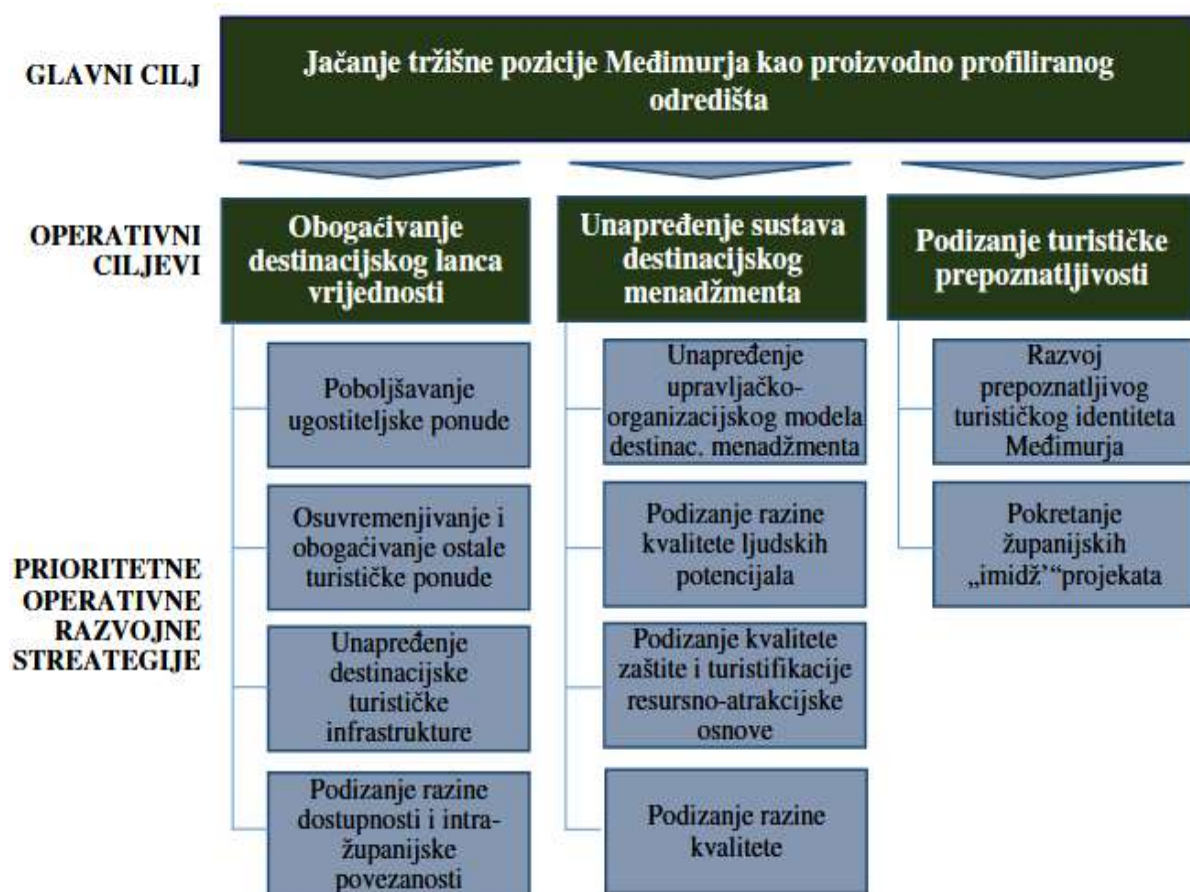 GLAVNI CILJ
Jačanje tržišne pozicije Međimurja kao proizvodno profiliranog
odredišta
OPERATIVNI
CILJEVI
Obogaćivanje
destinacijskog lanca
vrijednosti
Unapređenje sustava
destinacijskog
menadžmenta
Podizanje turističke
prepoznatljivosti
PRIORITETNE
OPERATIVNE
RAZVOJNE
STREATEGIJE
Poboljšavanje
ugostiteljske ponude
Osuvremenjivanje i
obogaćivanje ostale
turističke ponude
Unapređenje
destinacijske
turističke
infrastrukture
Podizanje razine
dostupnosti i intra-
županijske
povezanosti
Unapređenje
upravljačko-
organizacijskog modela
destinac. menadžmenta
Podizanje razine
kvalitete ljudskih
potencijala
Podizanje kvalitete
zaštite i turistifikacije
resursno-atrakcijske
osnove
Podizanje razine
kvalitete
Razvoj
prepoznatljivog
turističkog identiteta
Međimurja
Pokretanje
županijskih
„imidž’“projekata